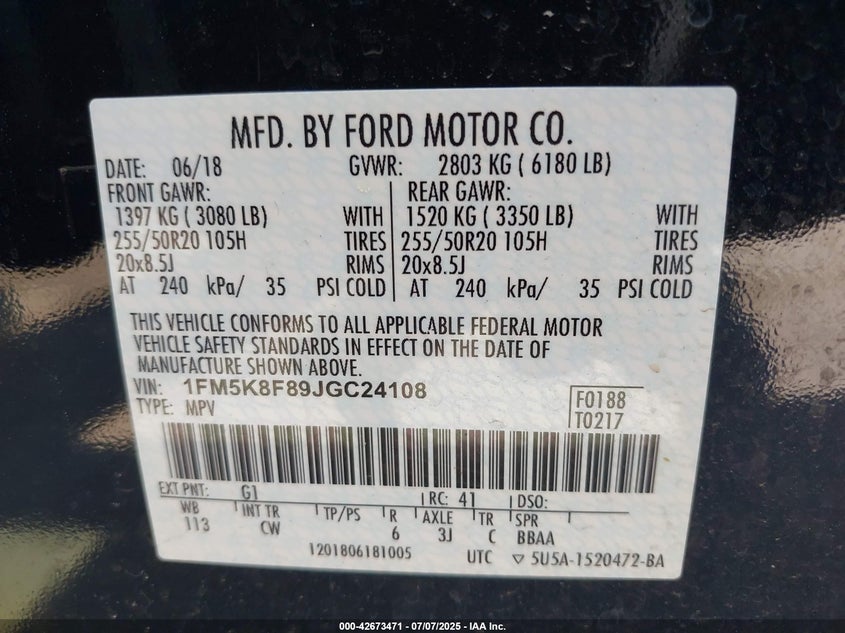 MFD. BY FORD MOTOR CO.
DATE: 06/18 GVWR: 2803 KG ( 6180 LB)
FRONT GAWR: REAR GAWR:
1397 KG ( 3080 LB) WITH 1520 KG ( 3350 LB) WITH
255/50R20 105H TIRES 255/50R20 105H TIRES
20x8.5J RIMS 20x8.5J RIMS
AT 240 kPa/ 35 PSI COLD AT 240 kPa/ 35 PSI COLD
THIS VEHICLE CONFORMS TO ALL APPLICABLE FEDERAL MOTOR
VEHICLE SAFETY STANDARDS IN EFFECT ON THE DATE OF
MANUFACTURE SHOWN ABOVE.
VIN: 1FM5K8F89JGC24108 F0188
TYPE: MPV T0217
EXT PNT: G1 RC: 41 DSO:
WB INT TR TP/PS R AXLE TR SPR
113 CW 6 3J C BBAA
1201806181005 UTC ▽ 5U5A-1520472-BA
000-42673471 - 07/07/2025 - IAA Inc.